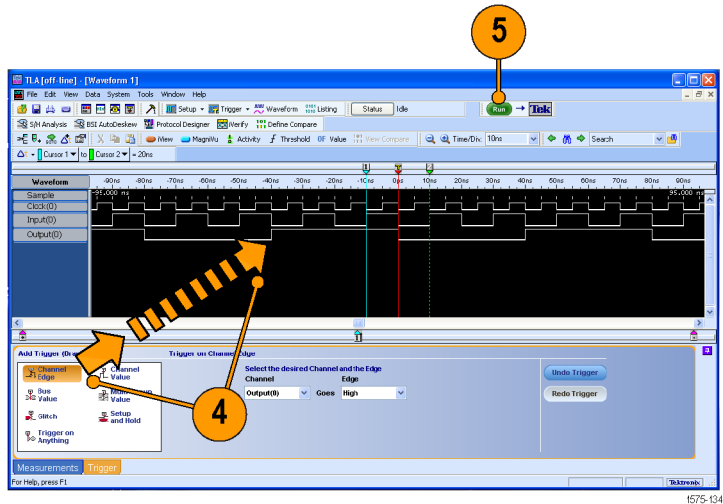 5
TLA [off-line] - [Waveform 1]
File Edit View Data System Tools Window Help
Setup Trigger Waveform Listing Status Idle Run Tek
S/H Analysis BSI AutoDeskew Protocol Designer Verify Define Compare
View MagniVu Activity Threshold Value View Compare Time/Div: 10ns Search
Cursor 1 to Cursor 2 = 20ns
Waveform -90ns -80ns -70ns -60ns -50ns -40ns -30ns -20ns -10ns 0ps 10ns 20ns 30ns 40ns 50ns 60ns 70ns 80ns 90ns
Sample -95.000 ns 95.000 ns
Clock(0)
Input(0)
Output(0)
Add Trigger Trigger on Channel Edge
Channel Edge
Channel Value
Bus Value
Value
Glitch
Setup and Hold
Trigger on Anything
Select the desired Channel and the Edge
Channel Edge
Output(0) Goes High
Undo Trigger
Redo Trigger
4
Measurements Trigger
For Help, press F1 Tektronix
1575-134